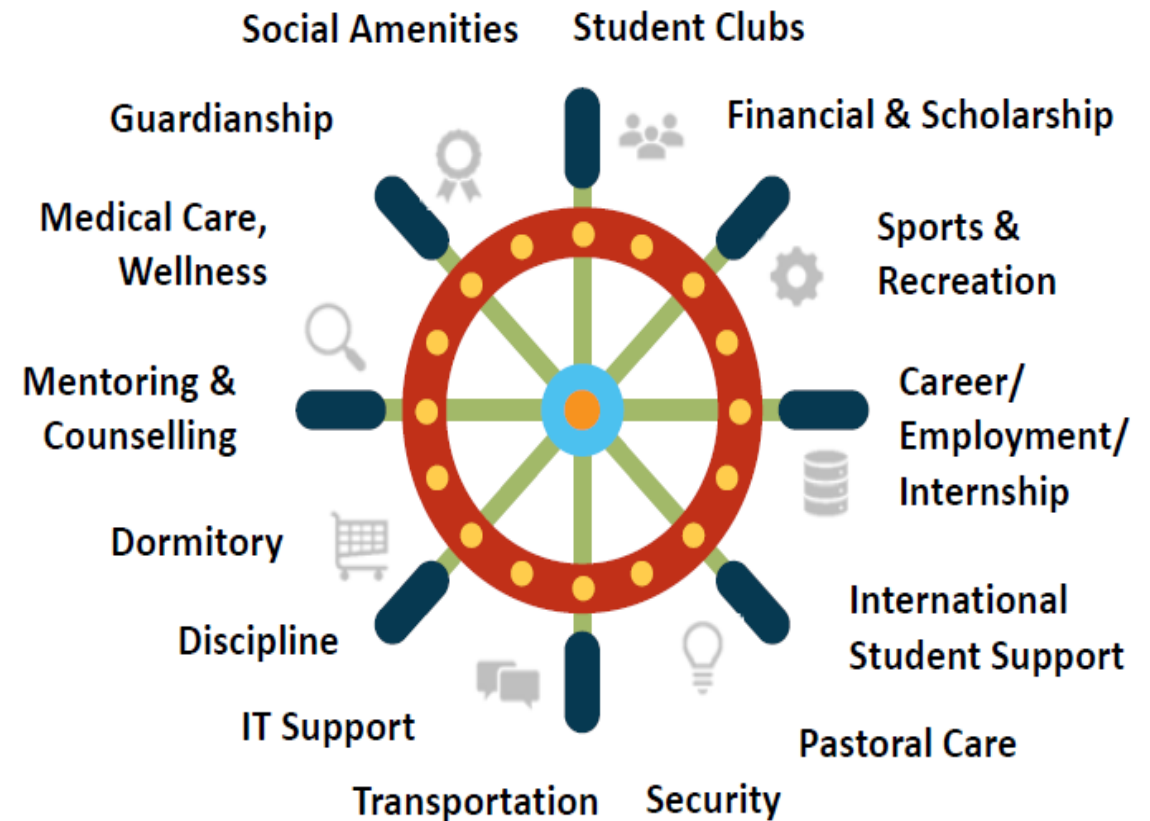 Social Amenities
Student Clubs
Guardianship
Financial & Scholarship
Medical Care,
Wellness
Sports &
Recreation
Mentoring &
Counselling
Career/
Employment/
Internship
Dormitory
International
Student Support
Discipline
IT Support
Pastoral Care
Transportation
Security